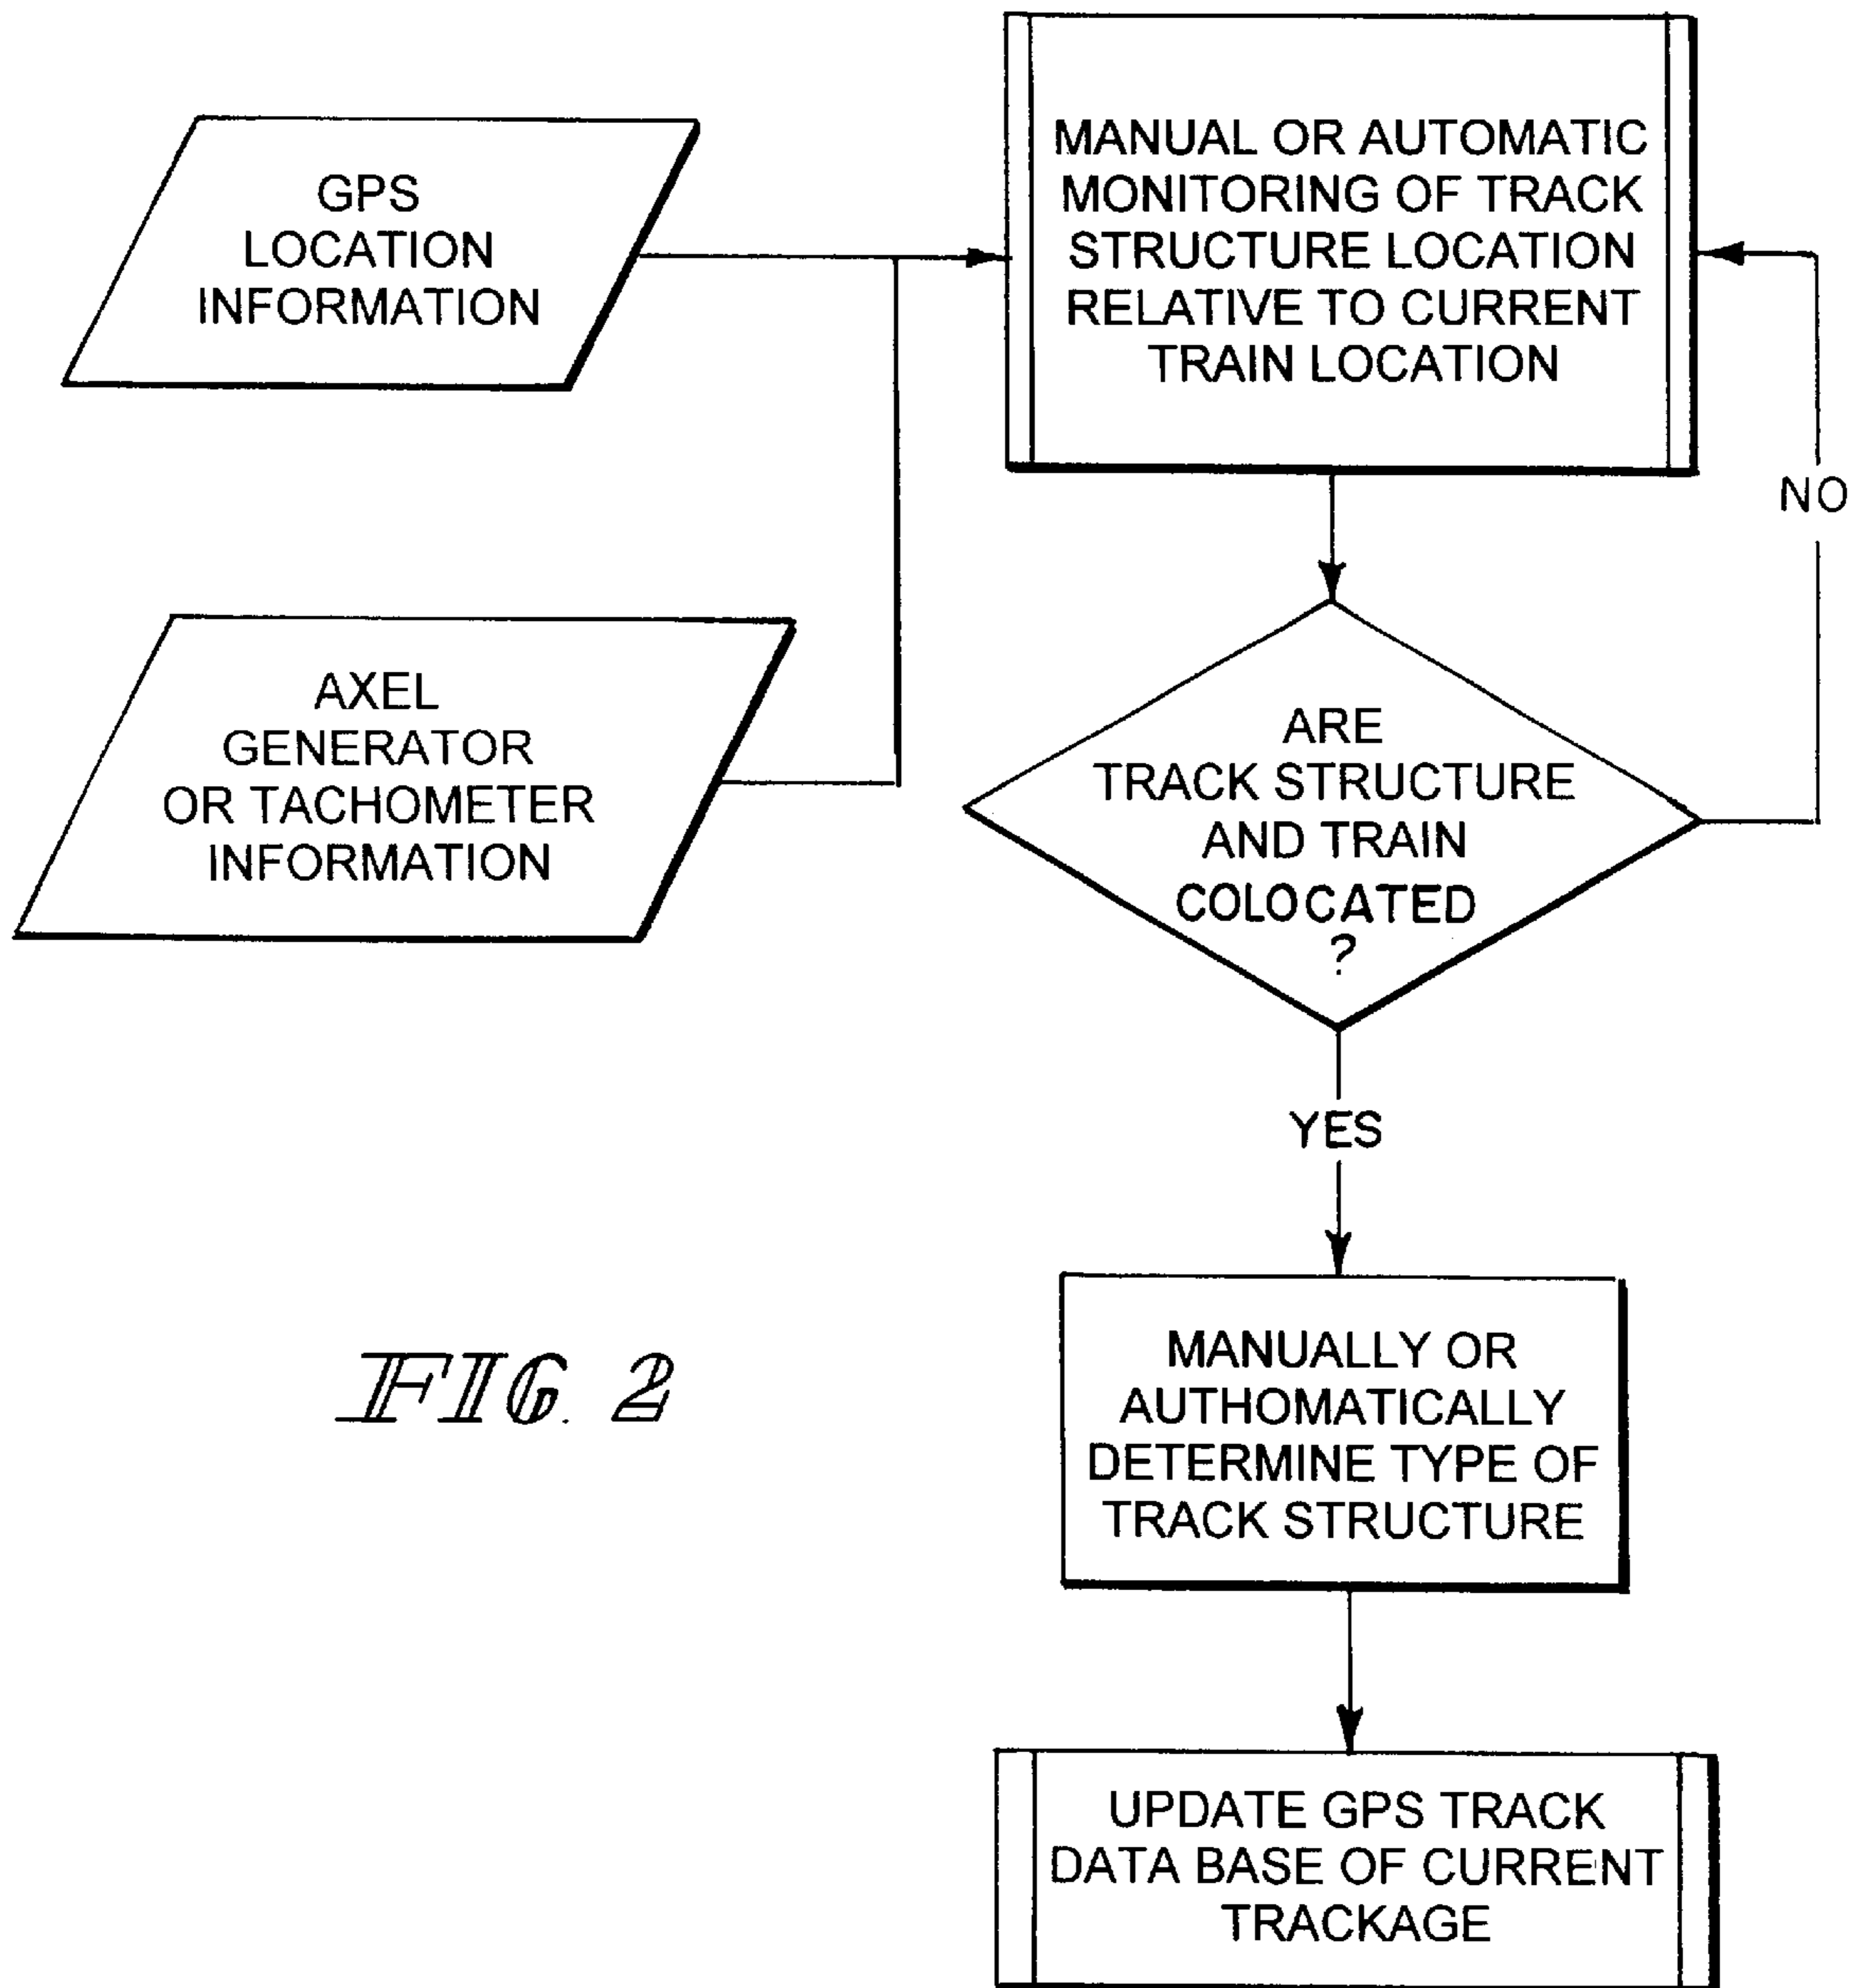 GPS
LOCATION
INFORMATION
AXEL
GENERATOR
OR TACHOMETER
INFORMATION
MANUAL OR AUTOMATIC
MONITORING OF TRACK
STRUCTURE LOCATION
RELATIVE TO CURRENT
TRAIN LOCATION
NO
ARE
TRACK STRUCTURE
AND TRAIN
COLOCATED
?
YES
MANUALLY OR
AUTHOMATICALLY
DETERMINE TYPE OF
TRACK STRUCTURE
UPDATE GPS TRACK
DATA BASE OF CURRENT
TRACKAGE
FIG. 2